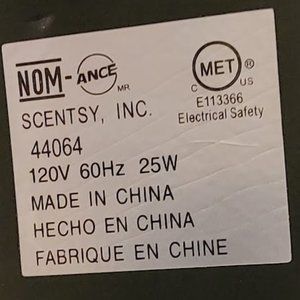 NOM-ANCE MR
MET ®
C US
E113366
Electrical Safety
SCENTSY, INC.
44064
120V 60Hz 25W
MADE IN CHINA
HECHO EN CHINA
FABRIQUE EN CHINE